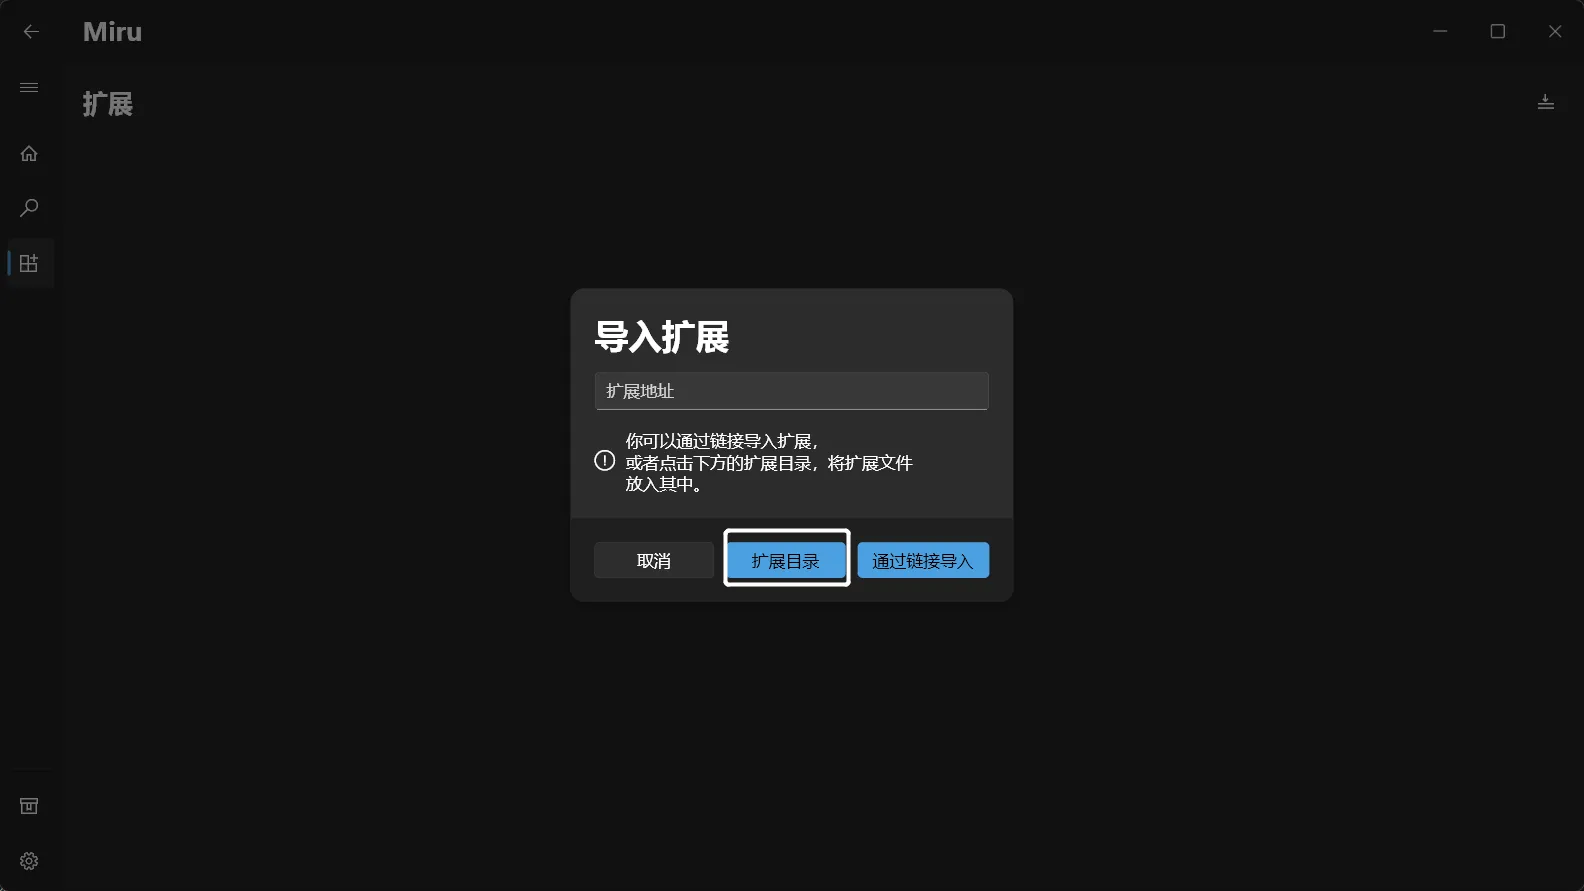 Miru
扩展
导入扩展
扩展地址
你可以通过链接导入扩展，
或者点击下方的扩展目录，将扩展文件
放入其中。
取消
扩展目录
通过链接导入